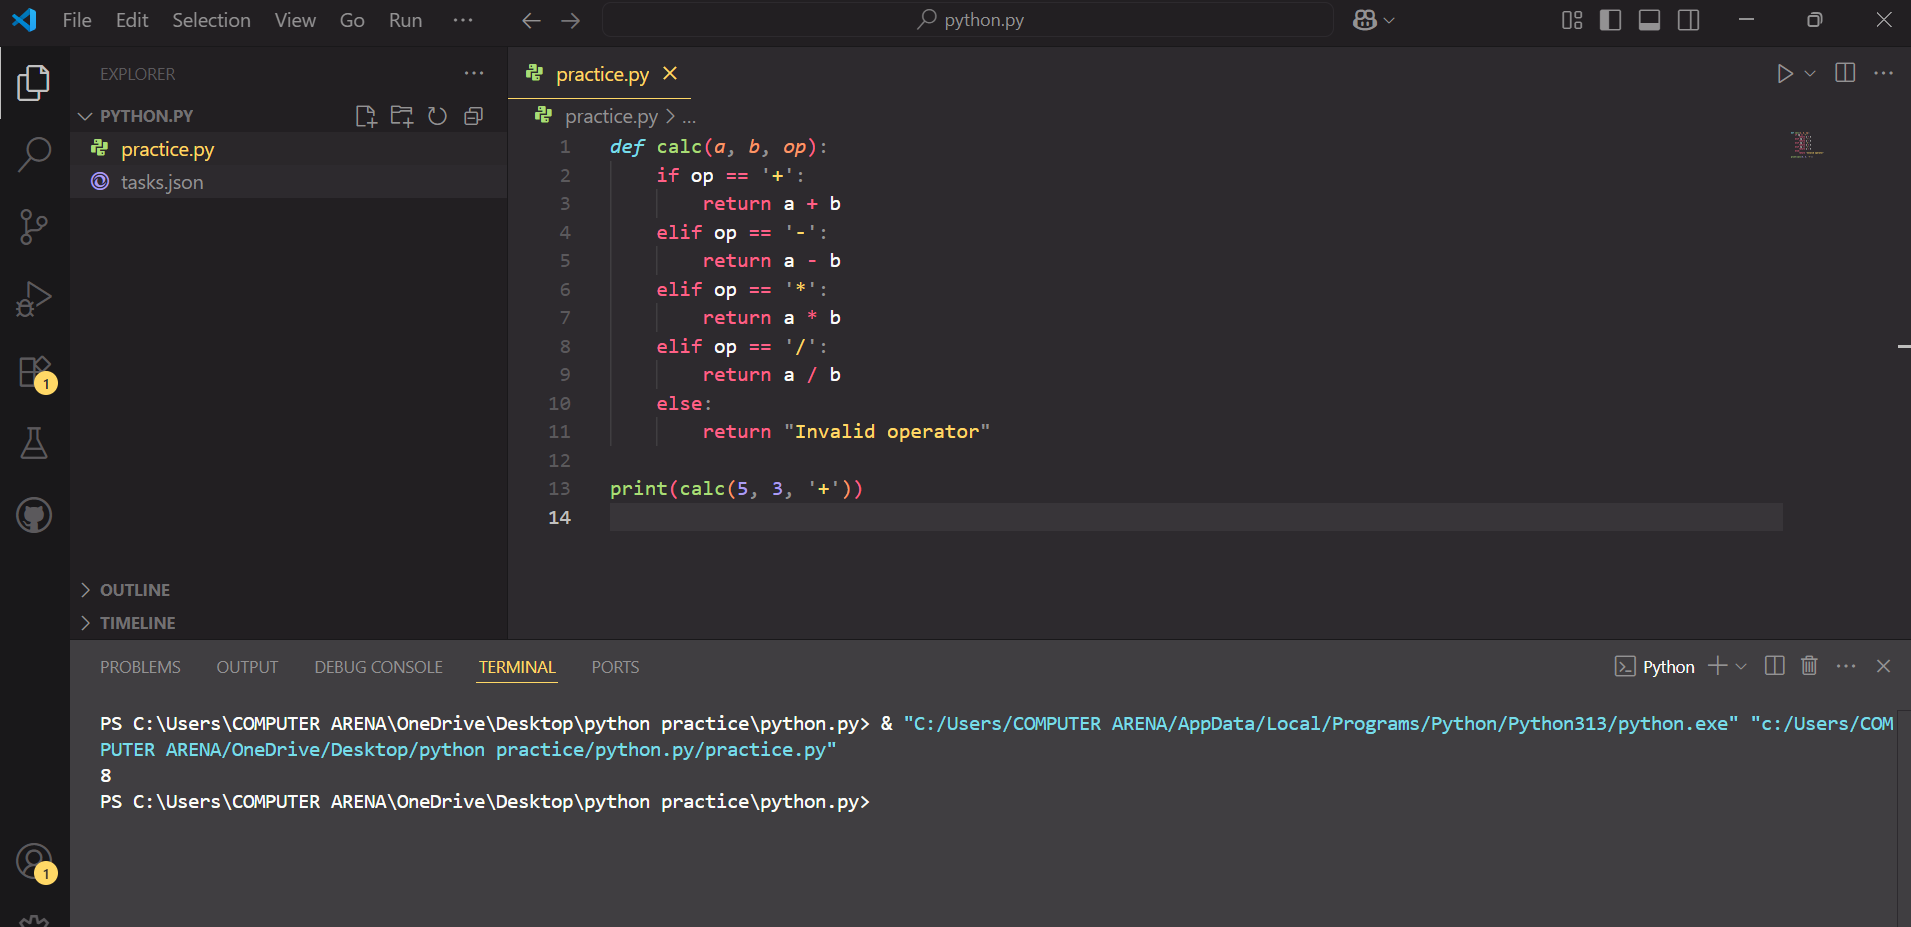 File Edit Selection View Go Run ··· python.py
EXPLORER ···
PYTHON.PY
practice.py
tasks.json
OUTLINE
TIMELINE
practice.py
practice.py > ...
1 def calc(a, b, op):
2     if op == '+':
3         return a + b
4     elif op == '-':
5         return a - b
6     elif op == '*':
7         return a * b
8     elif op == '/':
9         return a / b
10     else:
11         return "Invalid operator"
12
13 print(calc(5, 3, '+'))
14
1
1
PROBLEMS OUTPUT DEBUG CONSOLE TERMINAL PORTS Python
PS C:\Users\COMPUTER ARENA\OneDrive\Desktop\python practice\python.py> & "C:/Users/COMPUTER ARENA/AppData/Local/Programs/Python/Python313/python.exe" "c:/Users/COM
PUTER ARENA/OneDrive/Desktop/python practice/python.py/practice.py"
8
PS C:\Users\COMPUTER ARENA\OneDrive\Desktop\python practice\python.py>